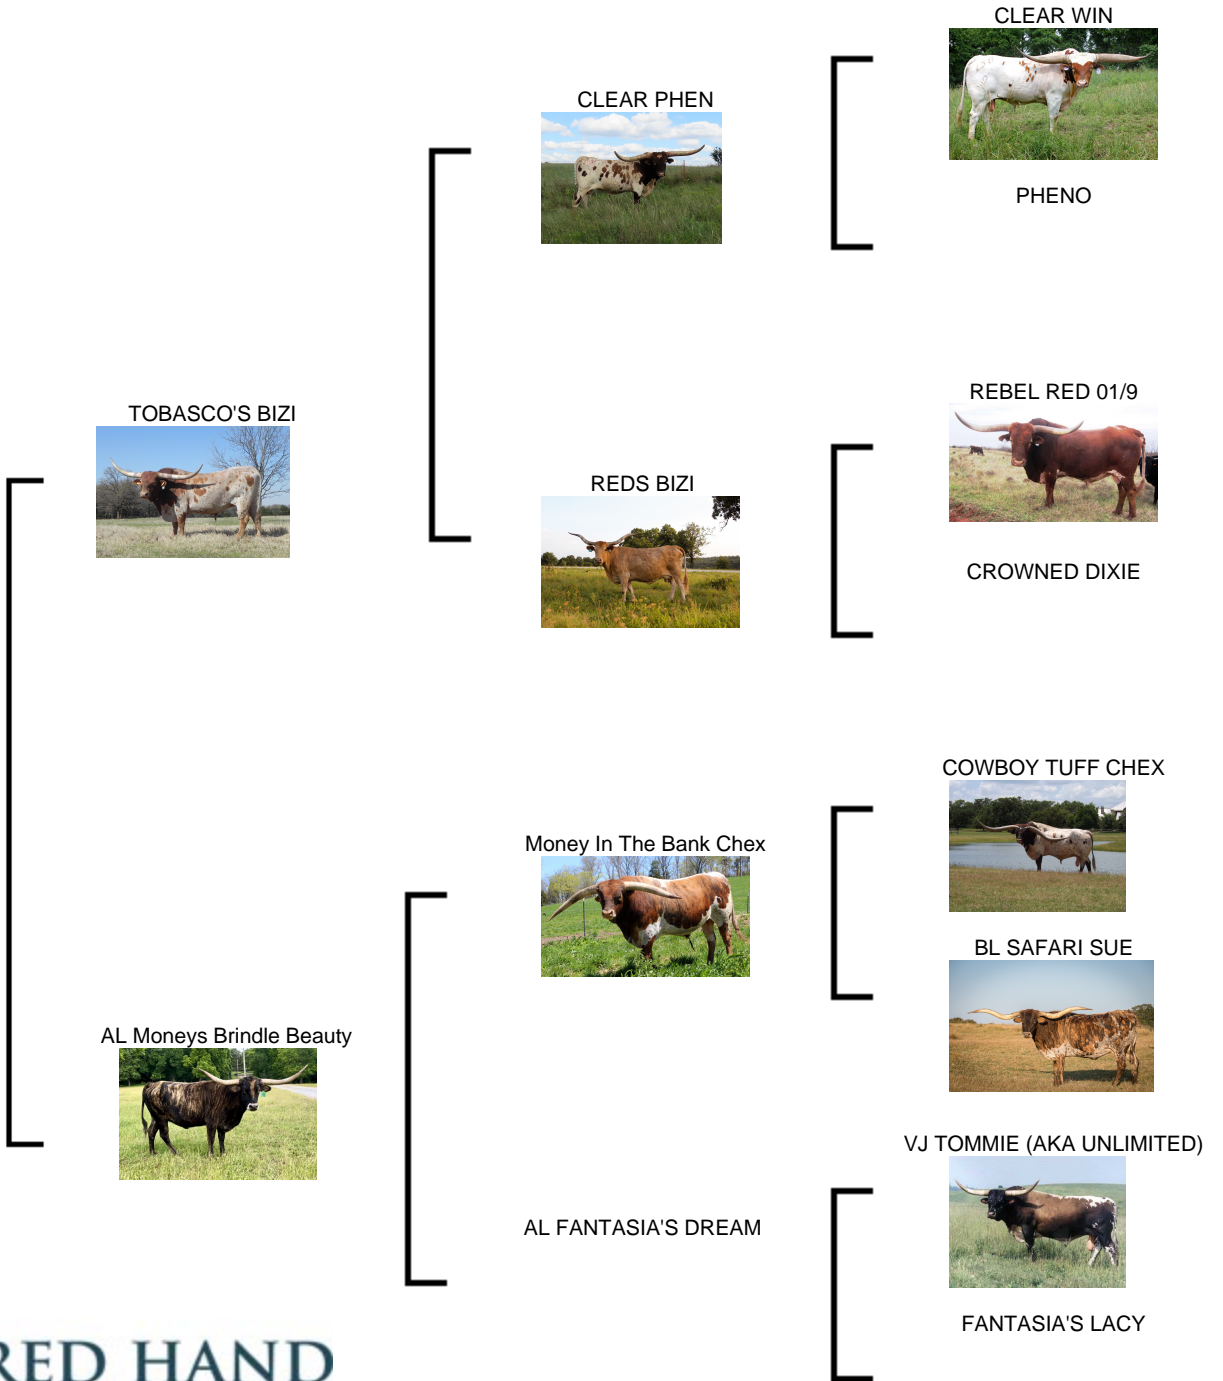 CLEAR WIN
CLEAR PHEN
PHENO
REBEL RED 01/9
TOBASCO'S BIZI
REDS BIZI
CROWNED DIXIE
COWBOY TUFF CHEX
Money In The Bank Chex
BL SAFARI SUE
AL Moneys Brindle Beauty
VJ TOMMIE (AKA UNLIMITED)
AL FANTASIA'S DREAM
FANTASIA'S LACY
RED HAND